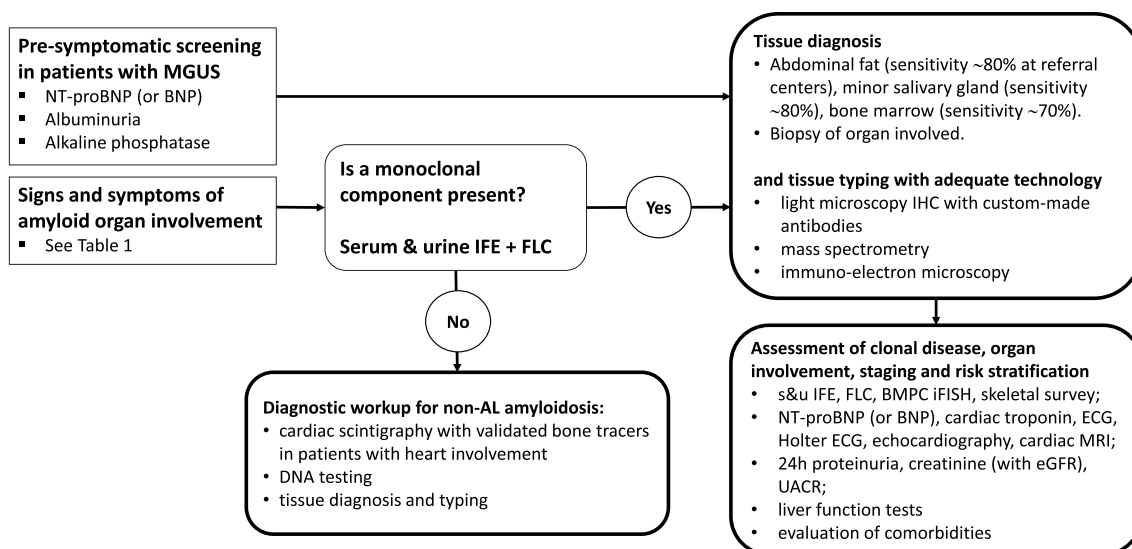 Pre-symptomatic screening
in patients with MGUS
▪ NT-proBNP (or BNP)
▪ Albuminuria
▪ Alkaline phosphatase
Signs and symptoms of
amyloid organ involvement
▪ See Table 1
Is a monoclonal
component present?
Serum & urine IFE + FLC
Yes
No
Tissue diagnosis
• Abdominal fat (sensitivity ~80% at referral
centers), minor salivary gland (sensitivity
~80%), bone marrow (sensitivity ~70%).
• Biopsy of organ involved.
and tissue typing with adequate technology
• light microscopy IHC with custom-made
antibodies
• mass spectrometry
• immuno-electron microscopy
Diagnostic workup for non-AL amyloidosis:
• cardiac scintigraphy with validated bone tracers
in patients with heart involvement
• DNA testing
• tissue diagnosis and typing
Assessment of clonal disease, organ
involvement, staging and risk stratification
• s&u IFE, FLC, BMPC iFISH, skeletal survey;
• NT-proBNP (or BNP), cardiac troponin, ECG,
Holter ECG, echocardiography, cardiac MRI;
• 24h proteinuria, creatinine (with eGFR),
UACR;
• liver function tests
• evaluation of comorbidities